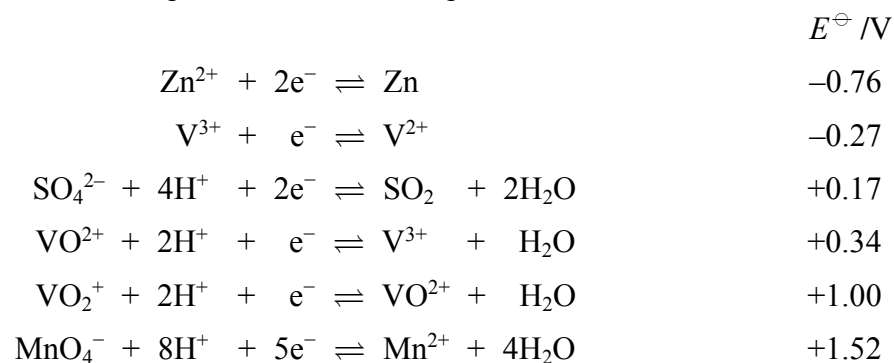 E⦵ /V
Zn²⁺ + 2e⁻ ⇌ Zn –0.76
V³⁺ + e⁻ ⇌ V²⁺ –0.27
SO₄²⁻ + 4H⁺ + 2e⁻ ⇌ SO₂ + 2H₂O +0.17
VO²⁺ + 2H⁺ + e⁻ ⇌ V³⁺ + H₂O +0.34
VO₂⁺ + 2H⁺ + e⁻ ⇌ VO²⁺ + H₂O +1.00
MnO₄⁻ + 8H⁺ + 5e⁻ ⇌ Mn²⁺ + 4H₂O +1.52